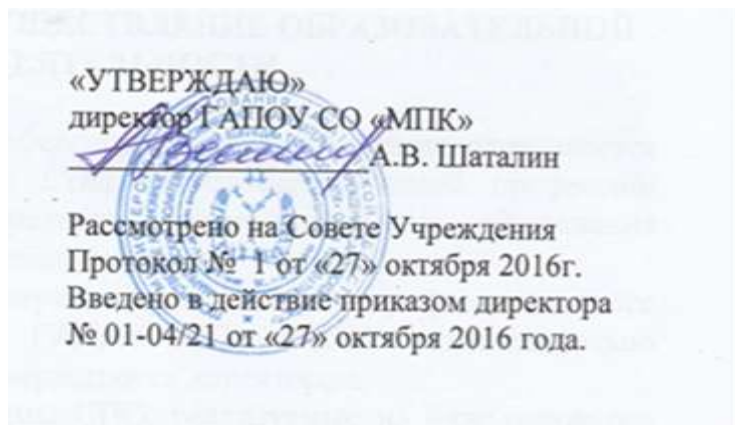 «УТВЕРЖДАЮ»
директор ГАПОУ СО «МПК»
А.В. Шаталин
Рассмотрено на Совете Учреждения
Протокол № 1 от «27» октября 2016г.
Введено в действие приказом директора
№ 01-04/21 от «27» октября 2016 года.